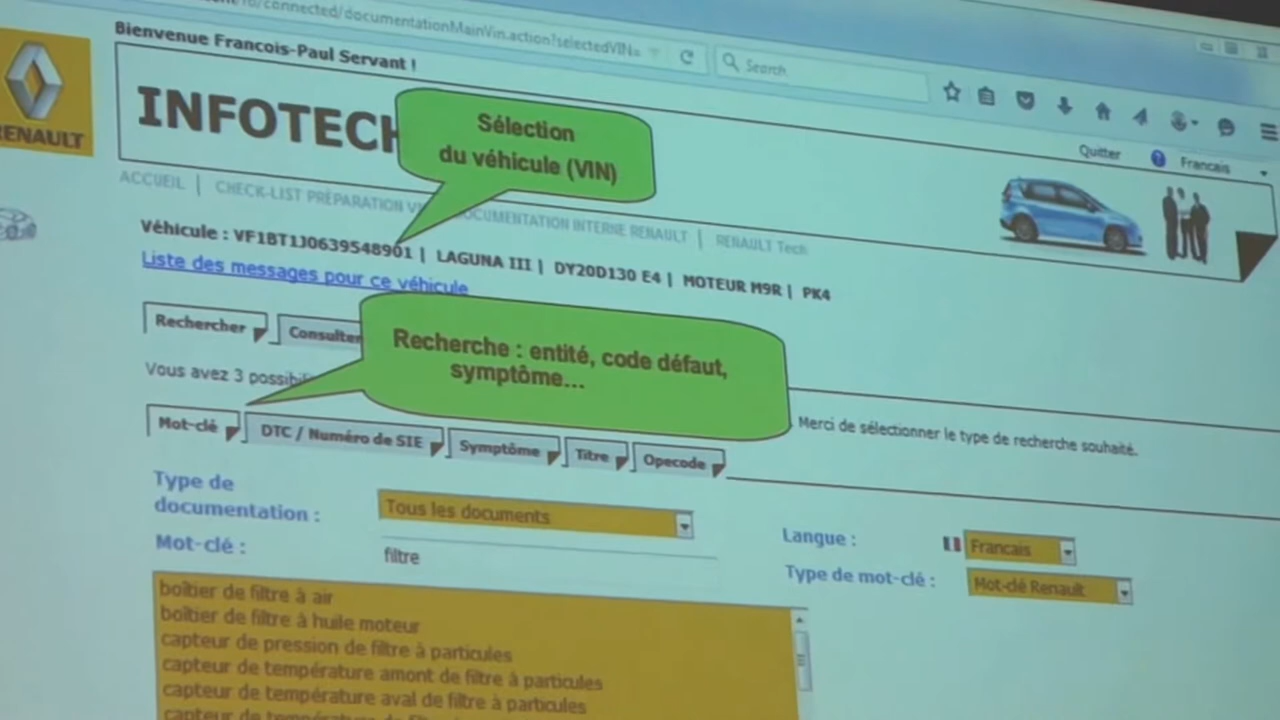 connected/documentationMainVin.action?selectedVIN=
Search
Bienvenue Francois-Paul Servant !
RENAULT
INFOTECH
Sélection
du véhicule (VIN)
Quitter
Francais
ACCUEIL | CHECK-LIST PRÉPARATION
DOCUMENTATION INTERNE RENAULT | RENAULT Tech
Véhicule : VF1BT1J0639548901 | LAGUNA III | DY20D130 E4 | MOTEUR M9R | PK4
Liste des messages pour ce véhicule
Rechercher
Consulter
Recherche : entité, code défaut,
symptôme...
Vous avez 3
Merci de sélectionner le type de recherche souhaité.
Mot-clé
DTC / Numéro de SIE
Symptôme
Titre
Opecode
Type de
documentation :
Tous les documents
Langue :
Francais
Mot-clé :
filtre
Type de mot-clé :
Mot-clé Renault
boîtier de filtre à air
boîtier de filtre à huile moteur
capteur de pression de filtre à particules
capteur de température amont de filtre à particules
capteur de température aval de filtre à particules